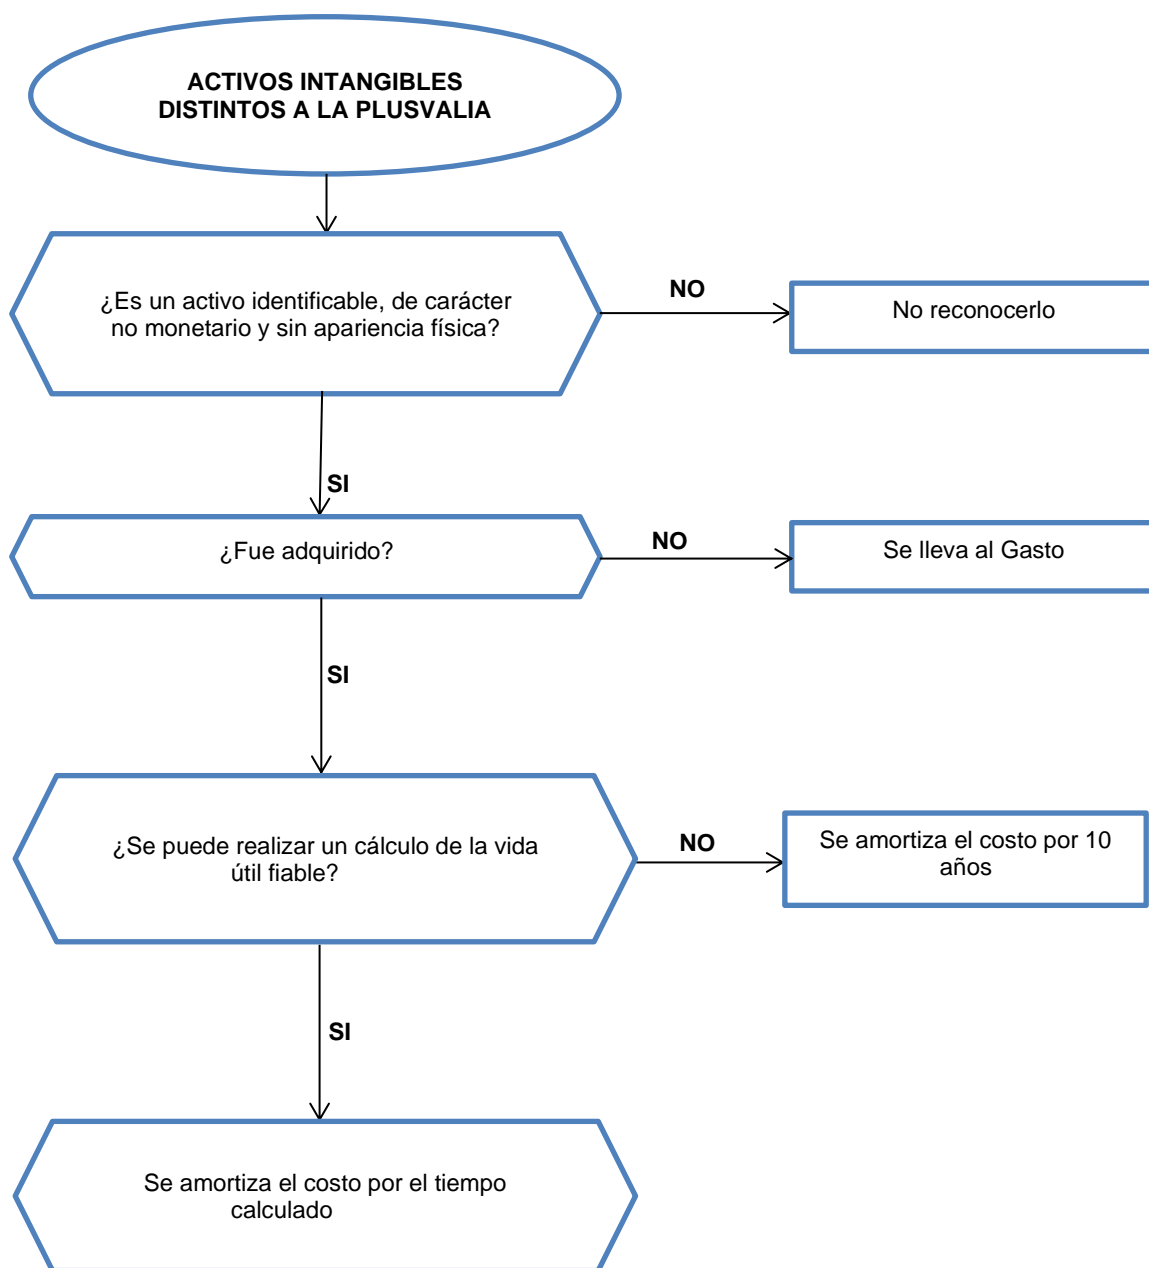 ACTIVOS INTANGIBLES
DISTINTOS A LA PLUSVALIA
¿Es un activo identificable, de carácter
no monetario y sin apariencia física?
NO
No reconocerlo
SI
¿Fue adquirido?
NO
Se lleva al Gasto
SI
¿Se puede realizar un cálculo de la vida
útil fiable?
NO
Se amortiza el costo por 10
años
SI
Se amortiza el costo por el tiempo
calculado